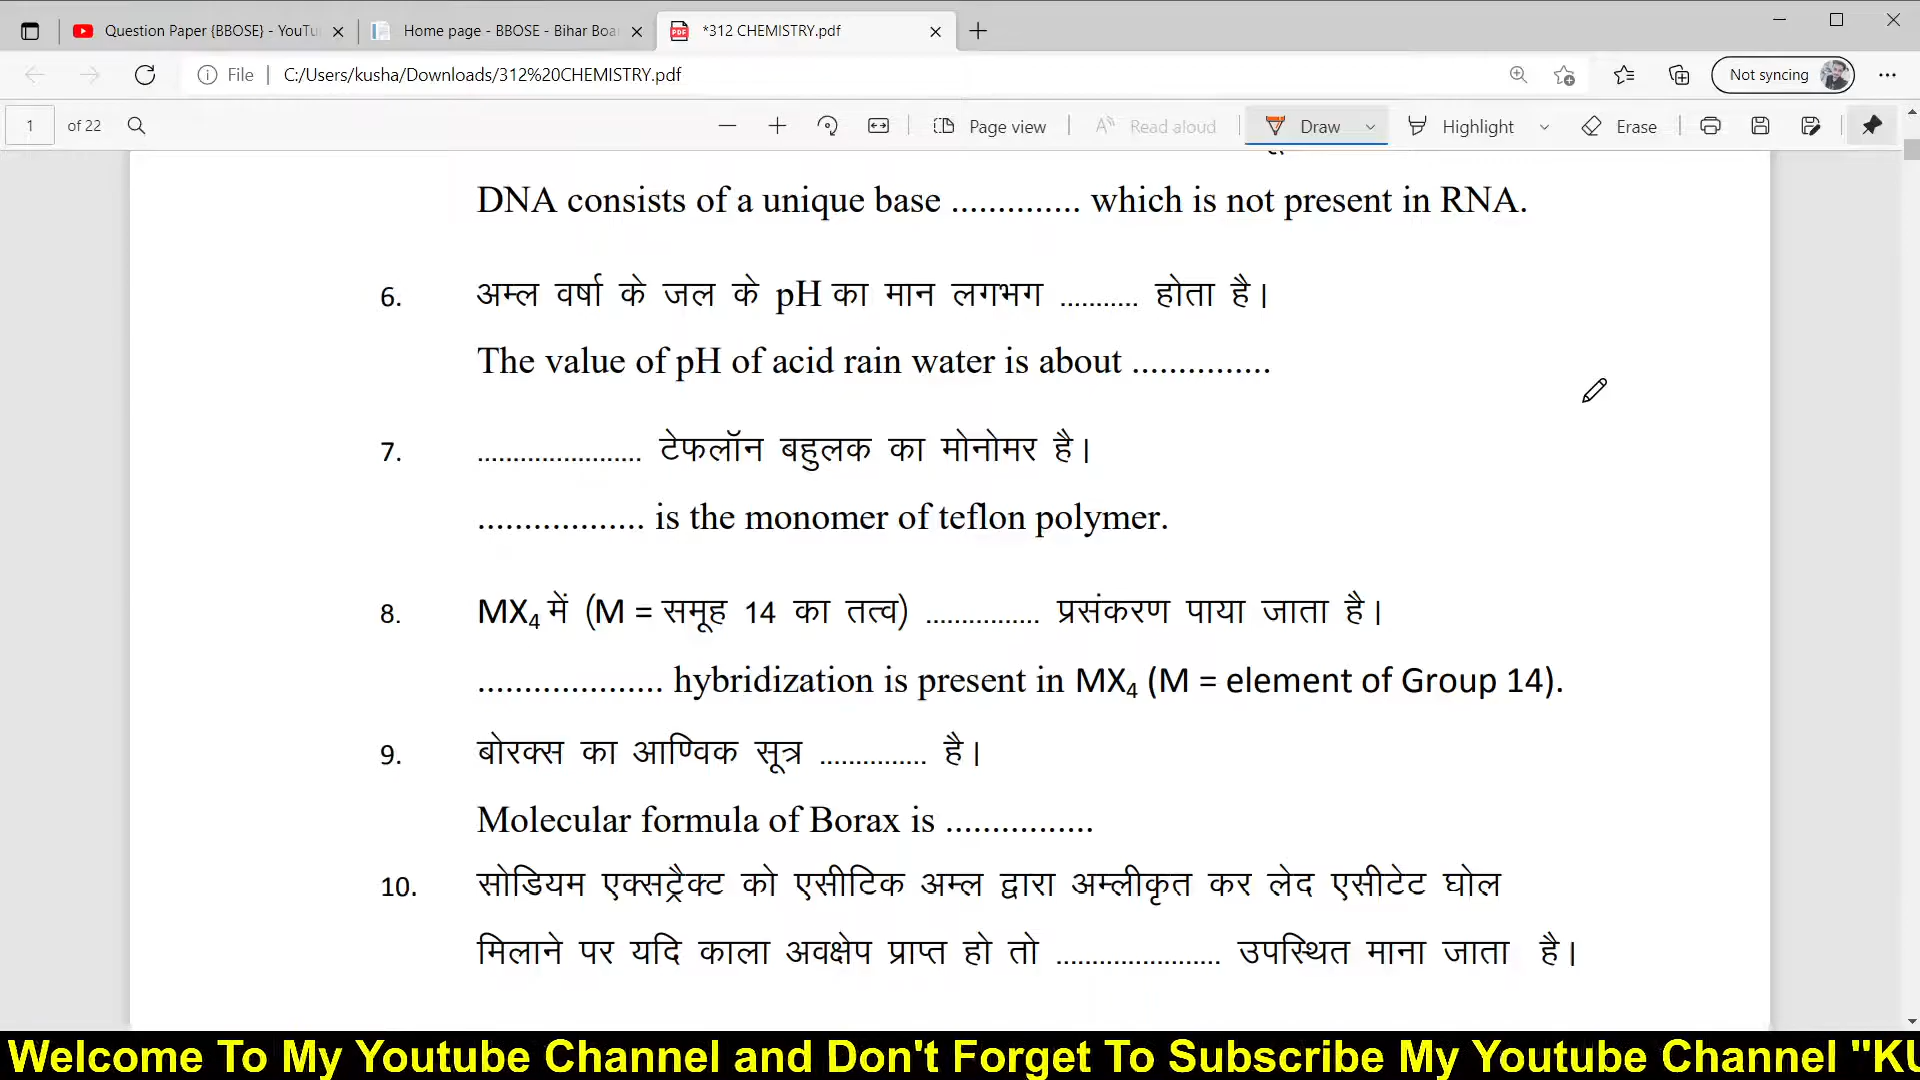 Question Paper {BBOSE} - YouTu
Home page - BBOSE - Bihar Boa
*312 CHEMISTRY.pdf
File
C:/Users/kusha/Downloads/312%20CHEMISTRY.pdf
Not syncing
1 of 22
Page view
Read aloud
Draw
Highlight
Erase
DNA consists of a unique base .............. which is not present in RNA.
6. अम्ल वर्षा के जल के pH का मान लगभग ........... होता है।
The value of pH of acid rain water is about ...............
7. ....................... टेफलॉन बहुलक का मोनोमर है।
.................. is the monomer of teflon polymer.
8. MX4 में (M = समूह 14 का तत्व) ................ प्रसंकरण पाया जाता है।
.................... hybridization is present in MX4 (M = element of Group 14).
9. बोरक्स का आण्विक सूत्र ............... है।
Molecular formula of Borax is ................
10. सोडियम एक्सट्रैक्ट को एसीटिक अम्ल द्वारा अम्लीकृत कर लेद एसीटेट घोल
मिलाने पर यदि काला अवक्षेप प्राप्त हो तो ....................... उपस्थित माना जाता है।
Welcome To My Youtube Channel and Don't Forget To Subscribe My Youtube Channel "KU